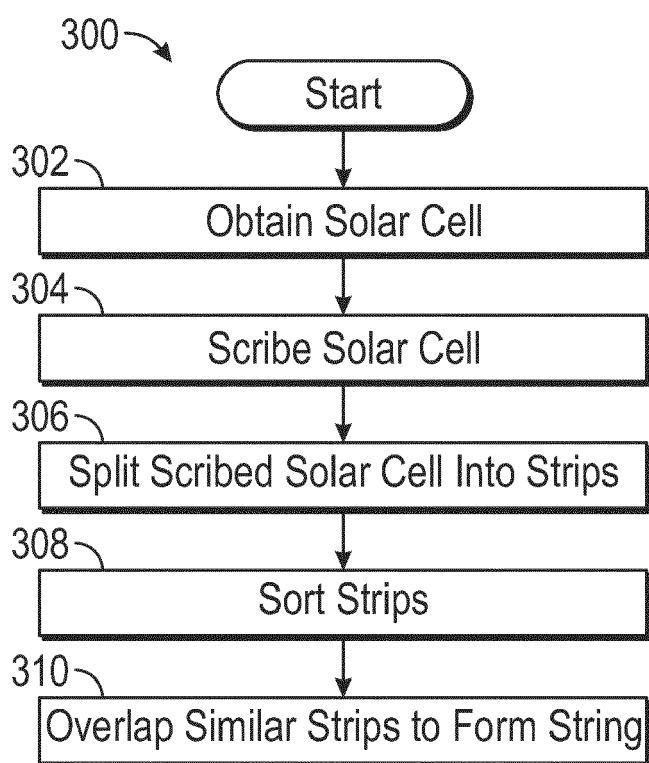 300
Start
302
Obtain Solar Cell
304
Scribe Solar Cell
306
Split Scribed Solar Cell Into Strips
308
Sort Strips
310
Overlap Similar Strips to Form String